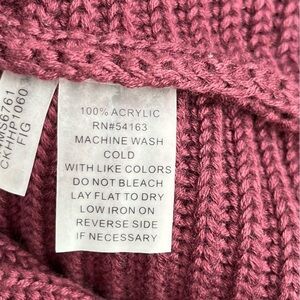 100% ACRYLIC
RN#54163
MACHINE WASH
COLD
WITH LIKE COLORS
DO NOT BLEACH
LAY FLAT TO DRY
LOW IRON ON
REVERSE SIDE
IF NECESSARY
CKHHP1060
FIG